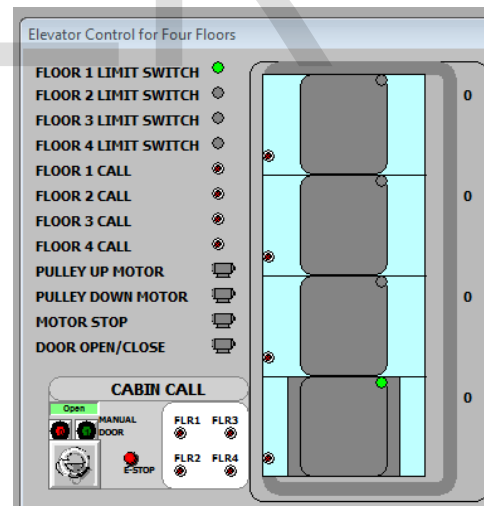 Elevator Control for Four Floors
FLOOR 1 LIMIT SWITCH
FLOOR 2 LIMIT SWITCH
FLOOR 3 LIMIT SWITCH
FLOOR 4 LIMIT SWITCH
FLOOR 1 CALL
FLOOR 2 CALL
FLOOR 3 CALL
FLOOR 4 CALL
PULLEY UP MOTOR
PULLEY DOWN MOTOR
MOTOR STOP
DOOR OPEN/CLOSE
0
0
0
0
CABIN CALL
Open
MANUAL
DOOR
E-STOP
FLR1 FLR3
FLR2 FLR4